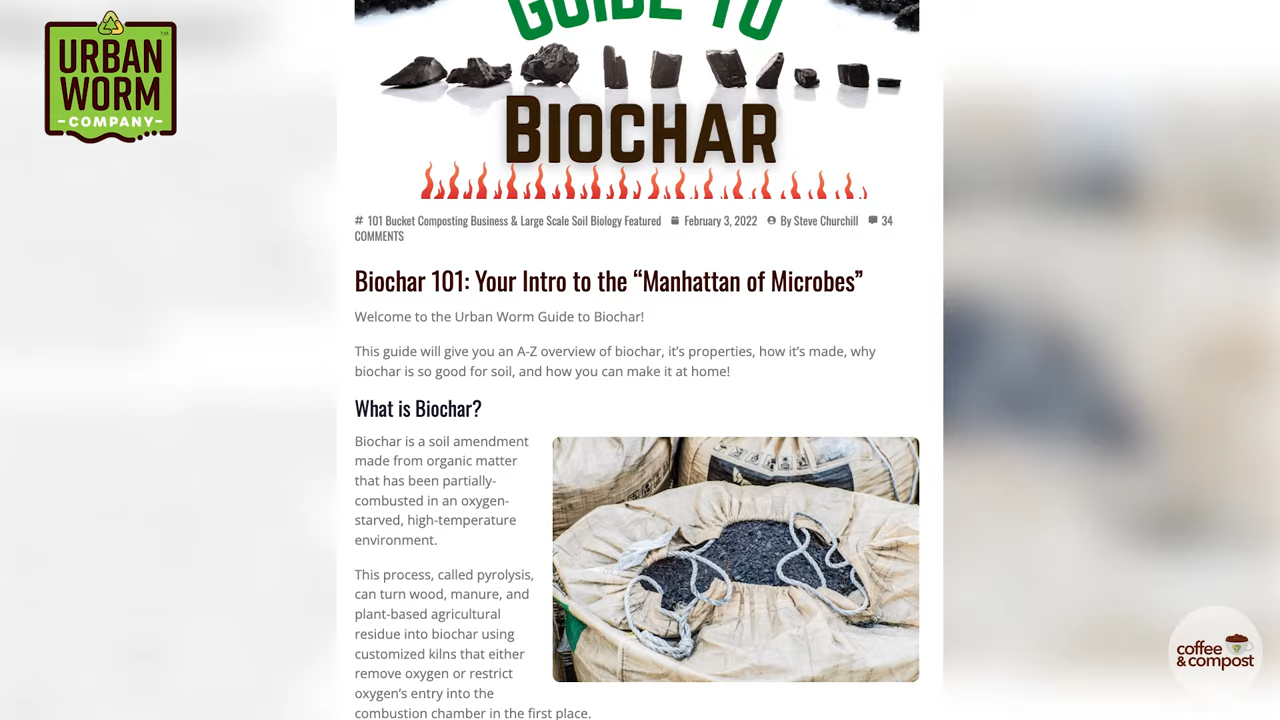 URBAN
WORM
-COMPANY-
TM
GUIDE TO
BIOCHAR
# 101 Bucket Composting Business & Large Scale Soil Biology Featured February 3, 2022 By Steve Churchill 34
COMMENTS
Biochar 101: Your Intro to the “Manhattan of Microbes”
Welcome to the Urban Worm Guide to Biochar!
This guide will give you an A-Z overview of biochar, it’s properties, how it’s made, why
biochar is so good for soil, and how you can make it at home!
What is Biochar?
Biochar is a soil amendment
made from organic matter
that has been partially-
combusted in an oxygen-
starved, high-temperature
environment.
This process, called pyrolysis,
can turn wood, manure, and
plant-based agricultural
residue into biochar using
customized kilns that either
remove oxygen or restrict
oxygen’s entry into the
combustion chamber in the first place.
coffee
& compost